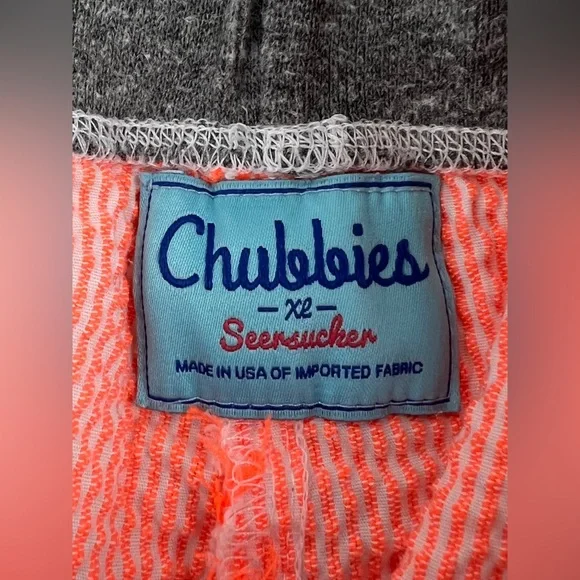 Chubbies
- XL -
Seersucker
MADE IN USA OF IMPORTED FABRIC